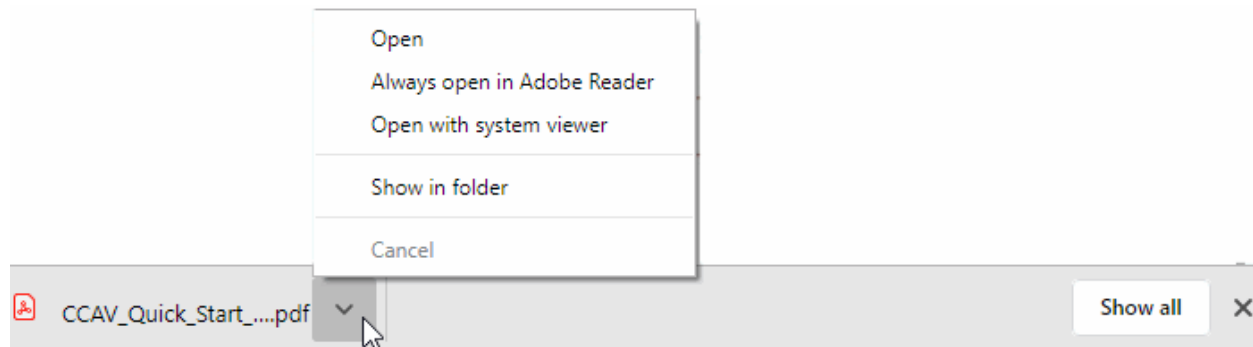 Open
Always open in Adobe Reader
Open with system viewer
Show in folder
Cancel
CCAV_Quick_Start_....pdf
Show all